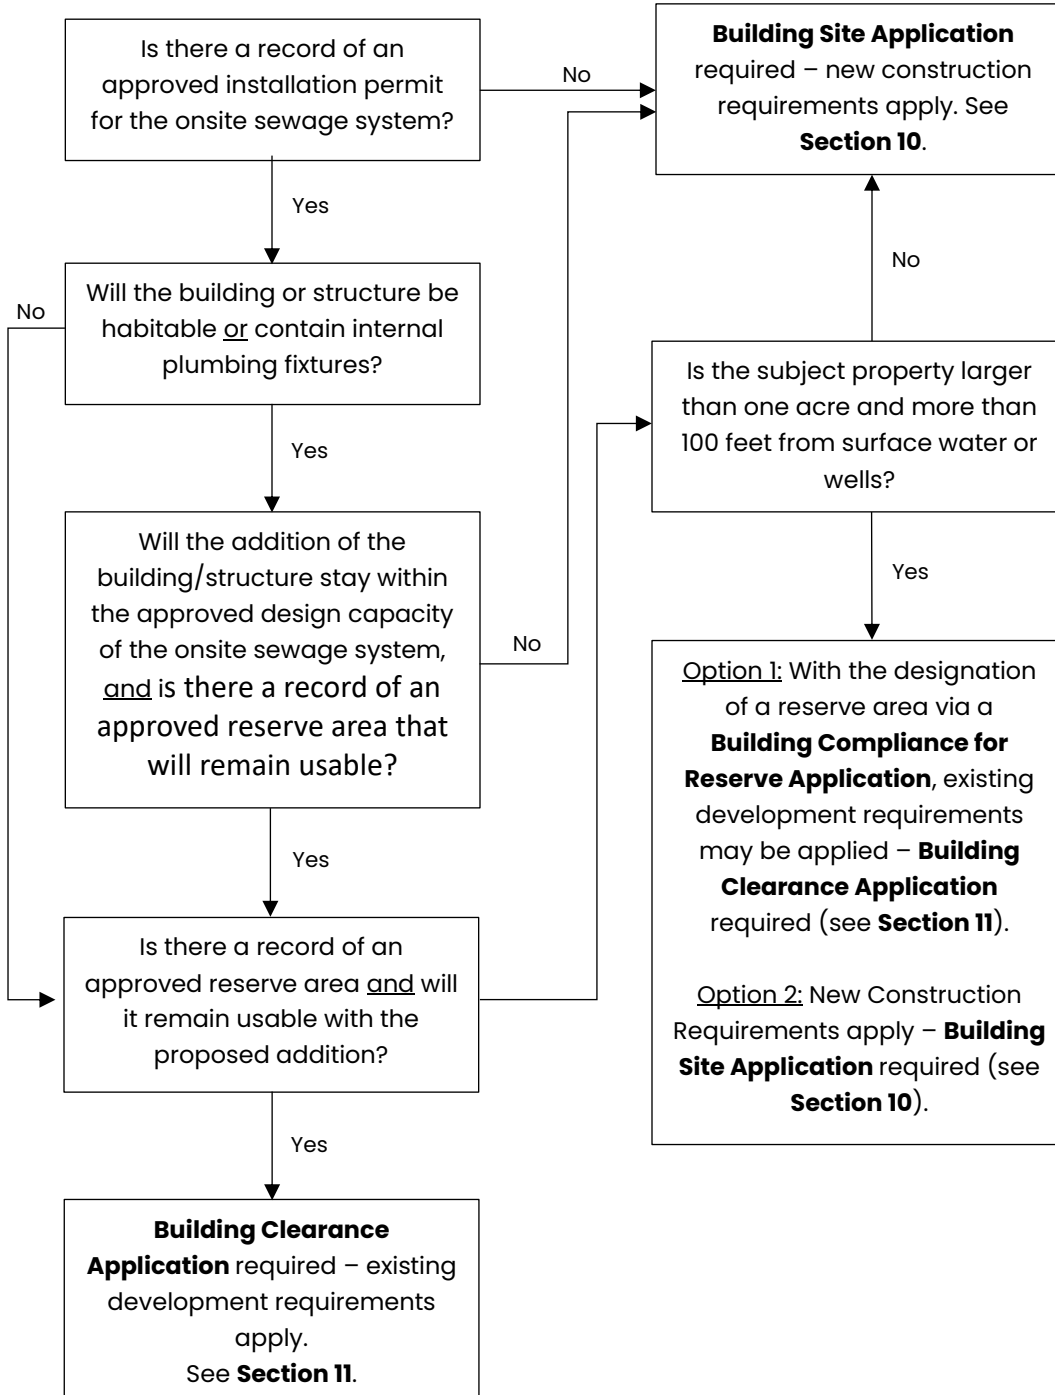 Is there a record of an
approved installation permit
for the onsite sewage system?
No
Building Site Application
required – new construction
requirements apply. See
Section 10.
Yes
No
No
Will the building or structure be
habitable or contain internal
plumbing fixtures?
Is the subject property larger
than one acre and more than
100 feet from surface water or
wells?
Yes
Will the addition of the
building/structure stay within
the approved design capacity
of the onsite sewage system,
and is there a record of an
approved reserve area that
will remain usable?
No
Yes
Option 1: With the designation
of a reserve area via a
Building Compliance for
Reserve Application, existing
development requirements
may be applied – Building
Clearance Application
required (see Section 11).
Option 2: New Construction
Requirements apply – Building
Site Application required (see
Section 10).
Yes
Is there a record of an
approved reserve area and will
it remain usable with the
proposed addition?
Yes
Building Clearance
Application required – existing
development requirements
apply.
See Section 11.